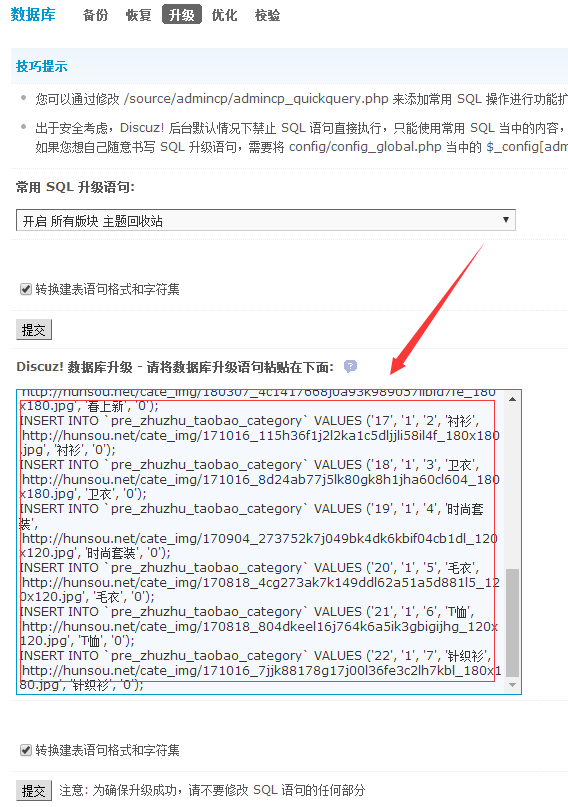 数据库 备份 恢复 升级 优化 校验
技巧提示
您可以通过修改 /source/admincp/admincp_quickquery.php 来添加常用 SQL 操作进行功能扩
出于安全考虑，Discuz! 后台默认情况下禁止 SQL 语句直接执行，只能使用常用 SQL 当中的内容，
如果您想自己随意书写 SQL 升级语句，需要将 config/config_global.php 当中的 $_config[adm
常用 SQL 升级语句:
开启 所有版块 主题回收站
转换建表语句格式和字符集
提交
Discuz! 数据库升级 - 请将数据库升级语句粘贴在下面:
x180.jpg', '春上新', '0');
INSERT INTO `pre_zhuzhu_taobao_category` VALUES ('17', '1', '2', '衬衫',
'http://hunsou.net/cate_img/171016_115h36f1j2l2ka1c5dljjli58il4f_180x180
.jpg', '衬衫', '0');
INSERT INTO `pre_zhuzhu_taobao_category` VALUES ('18', '1', '3', '卫衣',
'http://hunsou.net/cate_img/171016_8d24ab77j5lk80gk8h1jha60cl604_180x
180.jpg', '卫衣', '0');
INSERT INTO `pre_zhuzhu_taobao_category` VALUES ('19', '1', '4', '时尚套
装',
'http://hunsou.net/cate_img/170904_273752k7j049bk4dk6kbif04cb1dl_120
x120.jpg', '时尚套装', '0');
INSERT INTO `pre_zhuzhu_taobao_category` VALUES ('20', '1', '5', '毛衣',
'http://hunsou.net/cate_img/170818_4cg273ak7k149ddl62a51a5d881l5_12
0x120.jpg', '毛衣', '0');
INSERT INTO `pre_zhuzhu_taobao_category` VALUES ('21', '1', '6', 'T恤',
'http://hunsou.net/cate_img/170818_804dkeel16j764k6a5ik3gbigijhg_120x
120.jpg', 'T恤', '0');
INSERT INTO `pre_zhuzhu_taobao_category` VALUES ('22', '1', '7', '针织衫',
'http://hunsou.net/cate_img/171016_7jjk88178g17j00l36fe3c2lh7kbl_180x1
80.jpg', '针织衫', '0');
转换建表语句格式和字符集
提交 注意: 为确保升级成功，请不要修改 SQL 语句的任何部分